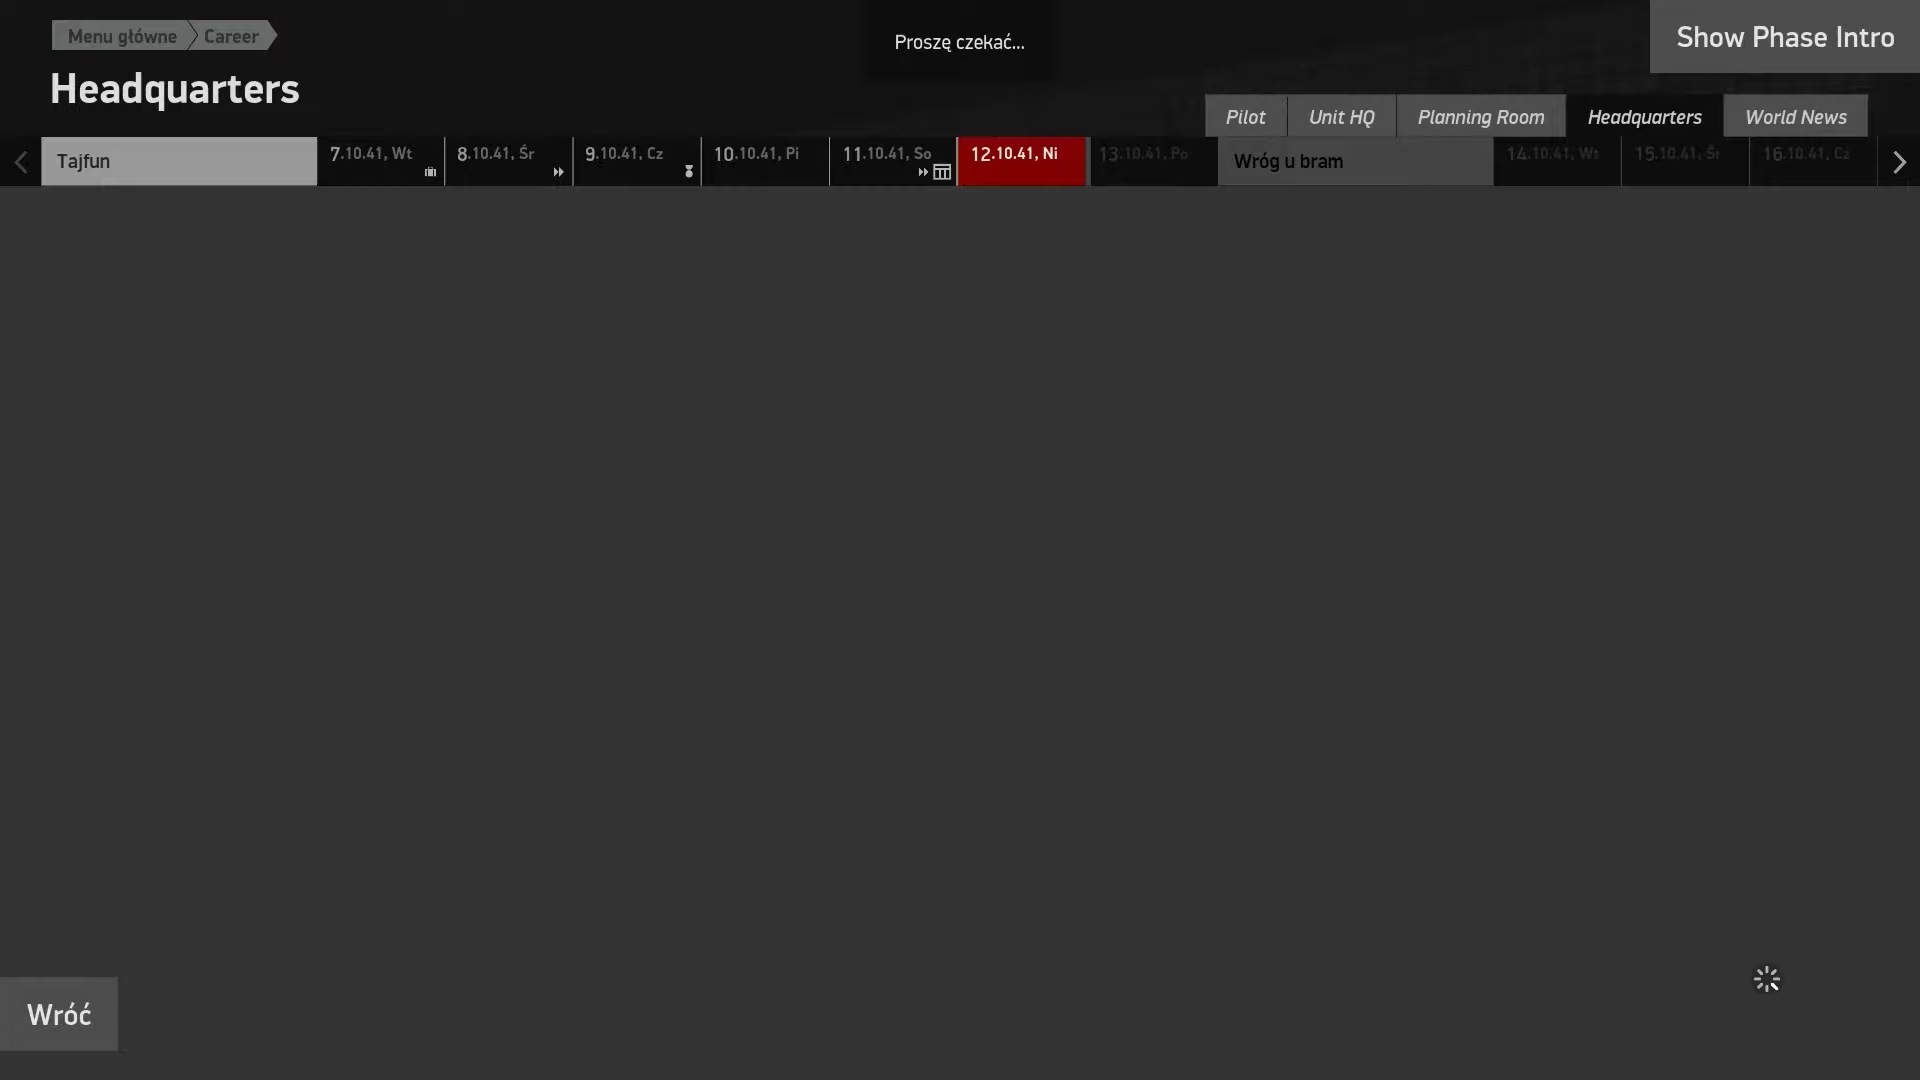 Menu główne
Career
Proszę czekać...
Show Phase Intro
Headquarters
Pilot
Unit HQ
Planning Room
Headquarters
World News
Tajfun
7.10.41, Wt
8.10.41, Śr
9.10.41, Cz
10.10.41, Pi
11.10.41, So
12.10.41, Ni
13.10.41, Po
Wróg u bram
14.10.41, Wt
15.10.41, Śr
16.10.41, Cz
Wróć